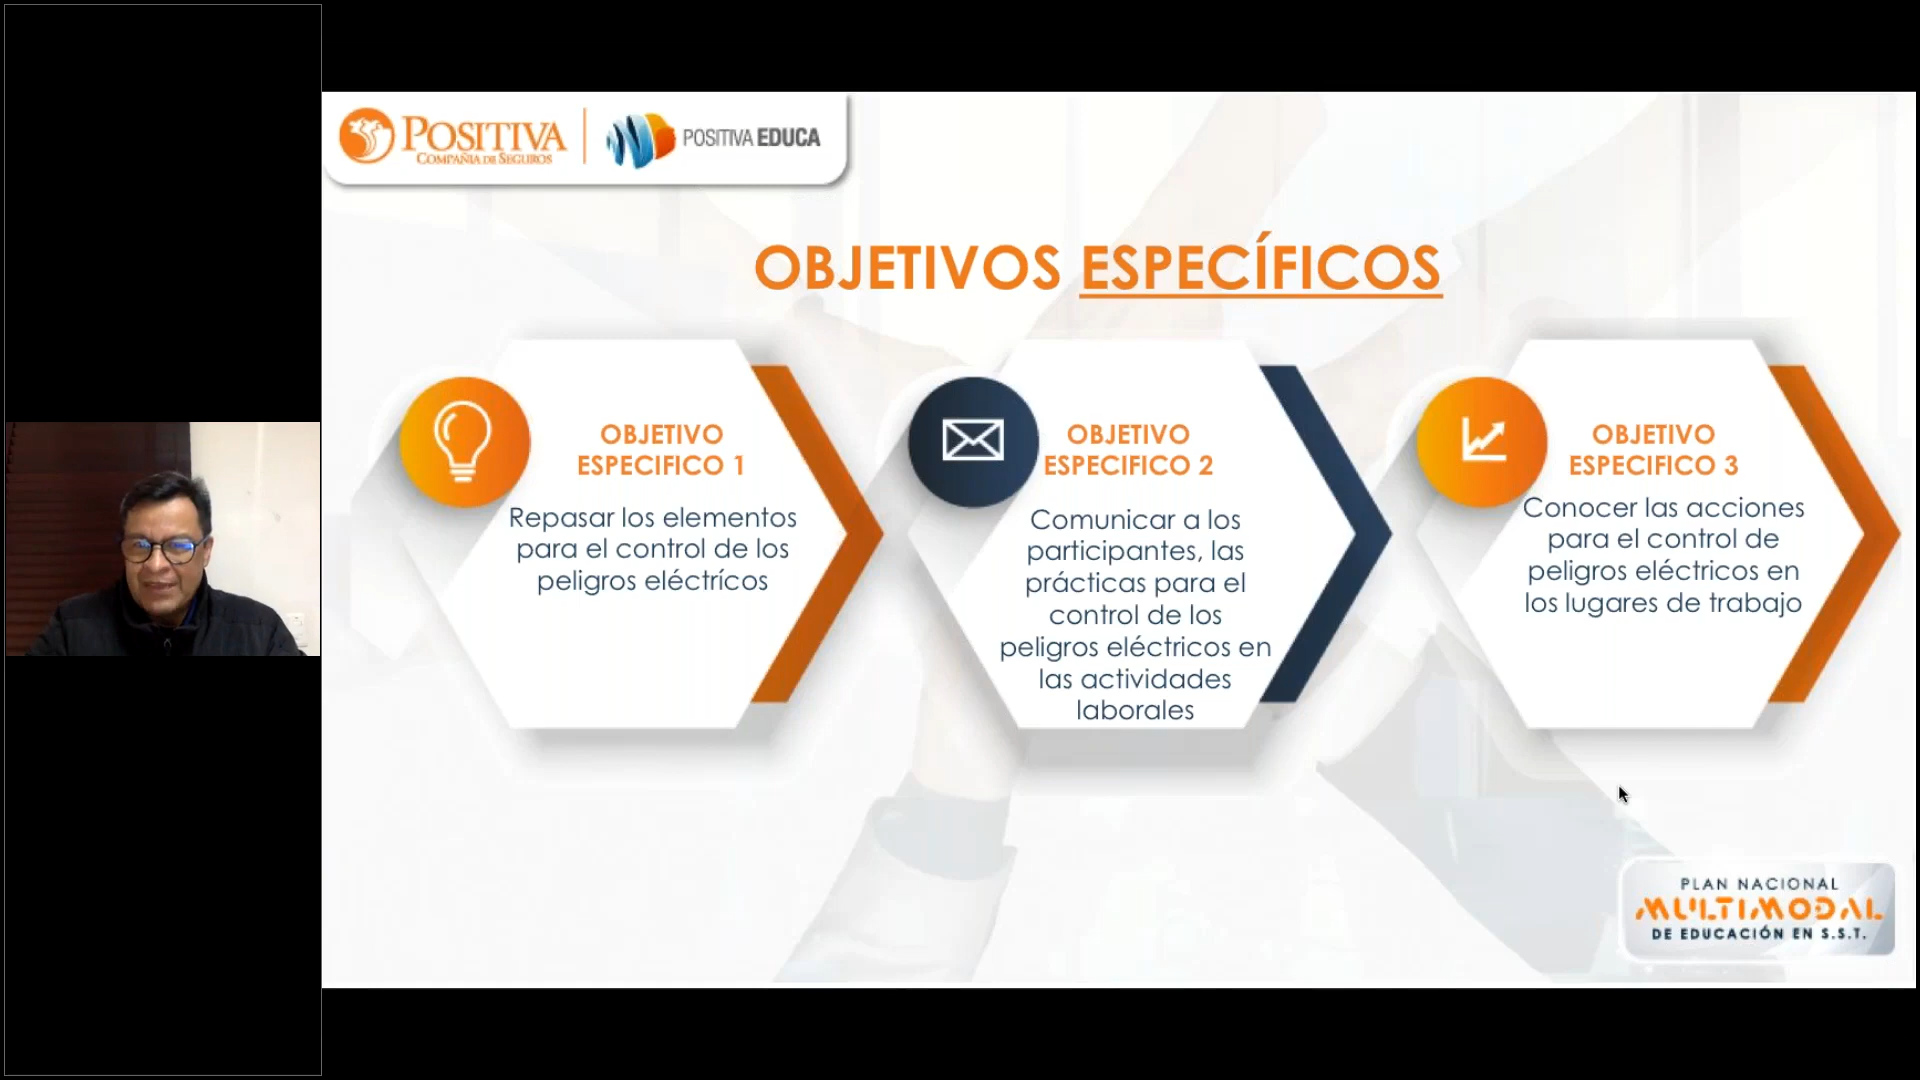 POSITIVA
COMPAÑIA DE SEGUROS
POSITIVA EDUCA
OBJETIVOS ESPECÍFICOS
OBJETIVO
ESPECIFICO 1
Repasar los elementos
para el control de los
peligros eléctrícos
OBJETIVO
ESPECIFICO 2
Comunicar a los
participantes, las
prácticas para el
control de los
peligros eléctricos en
las actividades
laborales
OBJETIVO
ESPECIFICO 3
Conocer las acciones
para el control de
peligros eléctricos en
los lugares de trabajo
PLAN NACIONAL
MULTIMODAL
DE EDUCACIÓN EN S.S.T.